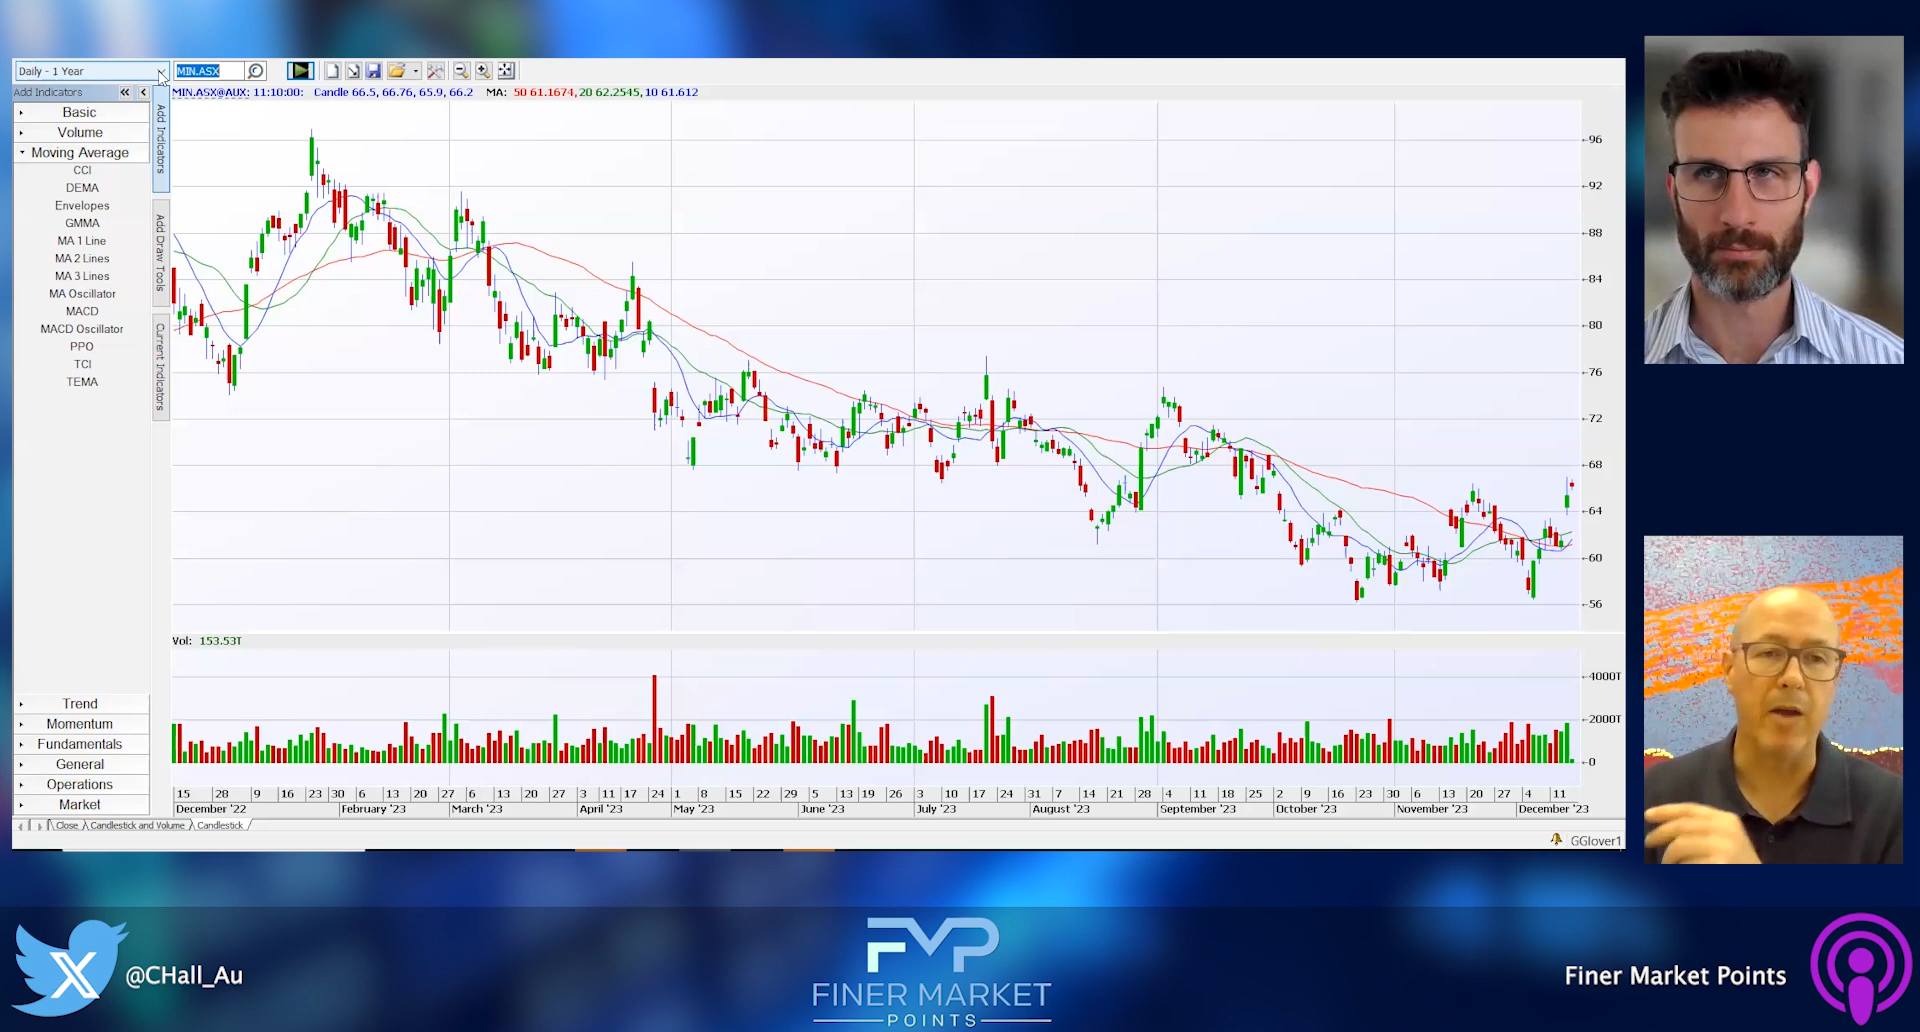 Daily - 1 Year
MIN.ASX
Add Indicators
MIN.ASX@AUX: 11:10:00: Candle 66.5, 66.76, 65.9, 66.2 MA: 50 61.1674, 20 62.2545, 10 61.612
Basic
Volume
Moving Average
CCI
DEMA
Envelopes
GMMA
MA 1 Line
MA 2 Lines
MA 3 Lines
MA Oscillator
MACD
MACD Oscillator
PPO
TCI
TEMA
Trend
Momentum
Fundamentals
General
Operations
Market
Add Indicators
Add Draw Tools
Current Indicators
96
92
88
84
80
76
72
68
64
60
56
Vol: 153.53T
4000T
2000T
0
15 28 9 16 23 30 6 13 20 27 6 13 20 27 3 11 17 24 1 8 15 22 29 5 13 19 26 3 10 17 24 31 7 14 21 28 4 11 18 25 2 9 16 23 30 6 13 20 27 4 11
December '22 February '23 March '23 April '23 May '23 June '23 July '23 August '23 September '23 October '23 November '23 December '23
Close Candlestick and Volume Candlestick
GGlover1
@CHall_Au
FMP
FINER MARKET
POINTS
Finer Market Points